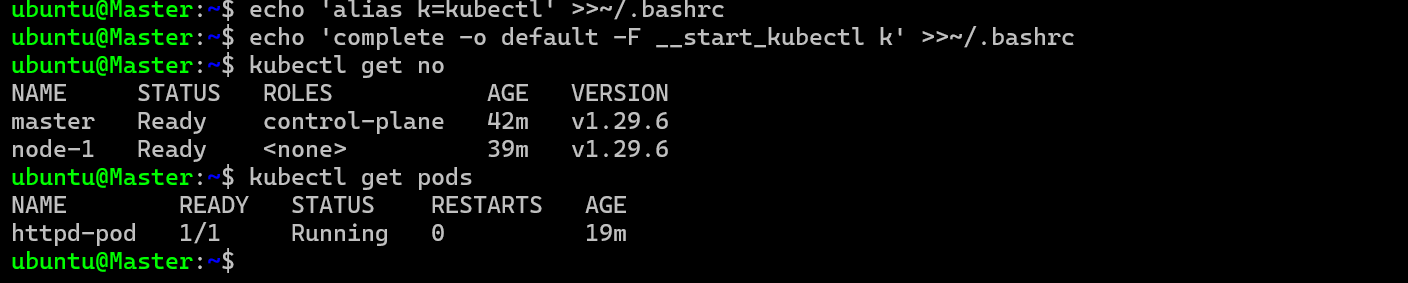 ubuntu@Master:~$ echo 'alias k=kubectl' >>~/.bashrc
ubuntu@Master:~$ echo 'complete -o default -F __start_kubectl k' >>~/.bashrc
ubuntu@Master:~$ kubectl get no
NAME     STATUS   ROLES           AGE   VERSION
master   Ready    control-plane   42m   v1.29.6
node-1   Ready    <none>          39m   v1.29.6
ubuntu@Master:~$ kubectl get pods
NAME        READY   STATUS    RESTARTS   AGE
httpd-pod   1/1     Running   0          19m
ubuntu@Master:~$